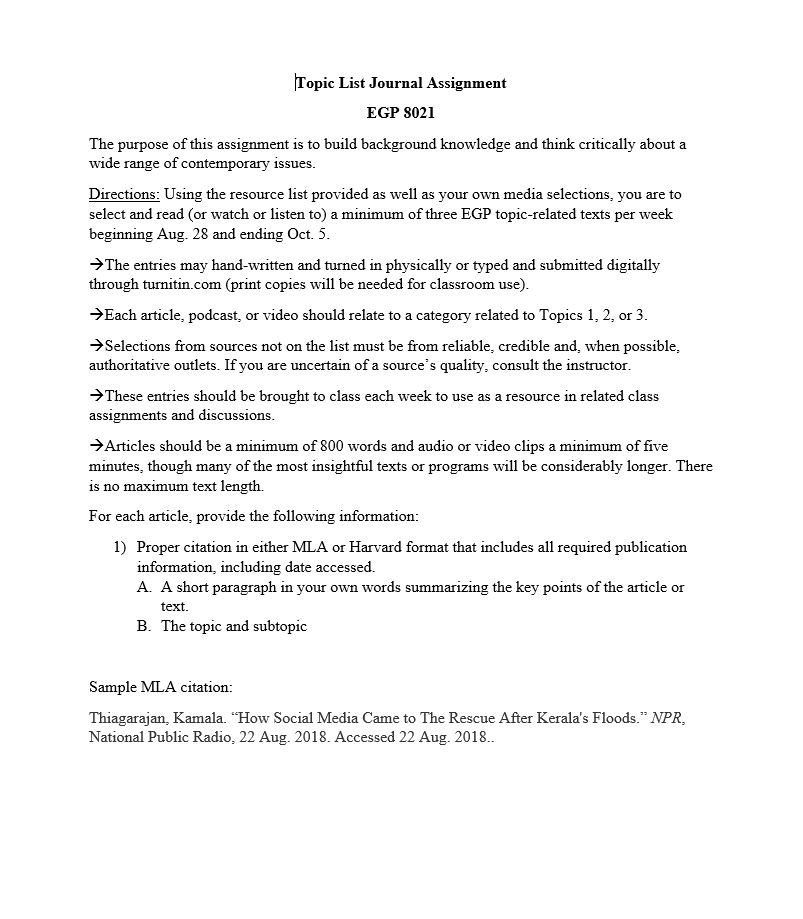 Topic List Journal Assignment
EGP 8021
The purpose of this assignment is to build background knowledge and think critically about a
wide range of contemporary issues.
Directions: Using the resource list provided as well as your own media selections, you are to
select and read (or watch or listen to) a minimum of three EGP topic-related texts per week
beginning Aug. 28 and ending Oct. 5.
→The entries may hand-written and turned in physically or typed and submitted digitally
through turnitin.com (print copies will be needed for classroom use).
→Each article, podcast, or video should relate to a category related to Topics 1, 2, or 3.
→Selections from sources not on the list must be from reliable, credible and, when possible,
authoritative outlets. If you are uncertain of a source’s quality, consult the instructor.
→These entries should be brought to class each week to use as a resource in related class
assignments and discussions.
→Articles should be a minimum of 800 words and audio or video clips a minimum of five
minutes, though many of the most insightful texts or programs will be considerably longer. There
is no maximum text length.
For each article, provide the following information:
1) Proper citation in either MLA or Harvard format that includes all required publication
information, including date accessed.
A. A short paragraph in your own words summarizing the key points of the article or
text.
B. The topic and subtopic
Sample MLA citation:
Thiagarajan, Kamala. “How Social Media Came to The Rescue After Kerala's Floods.” NPR,
National Public Radio, 22 Aug. 2018. Accessed 22 Aug. 2018..